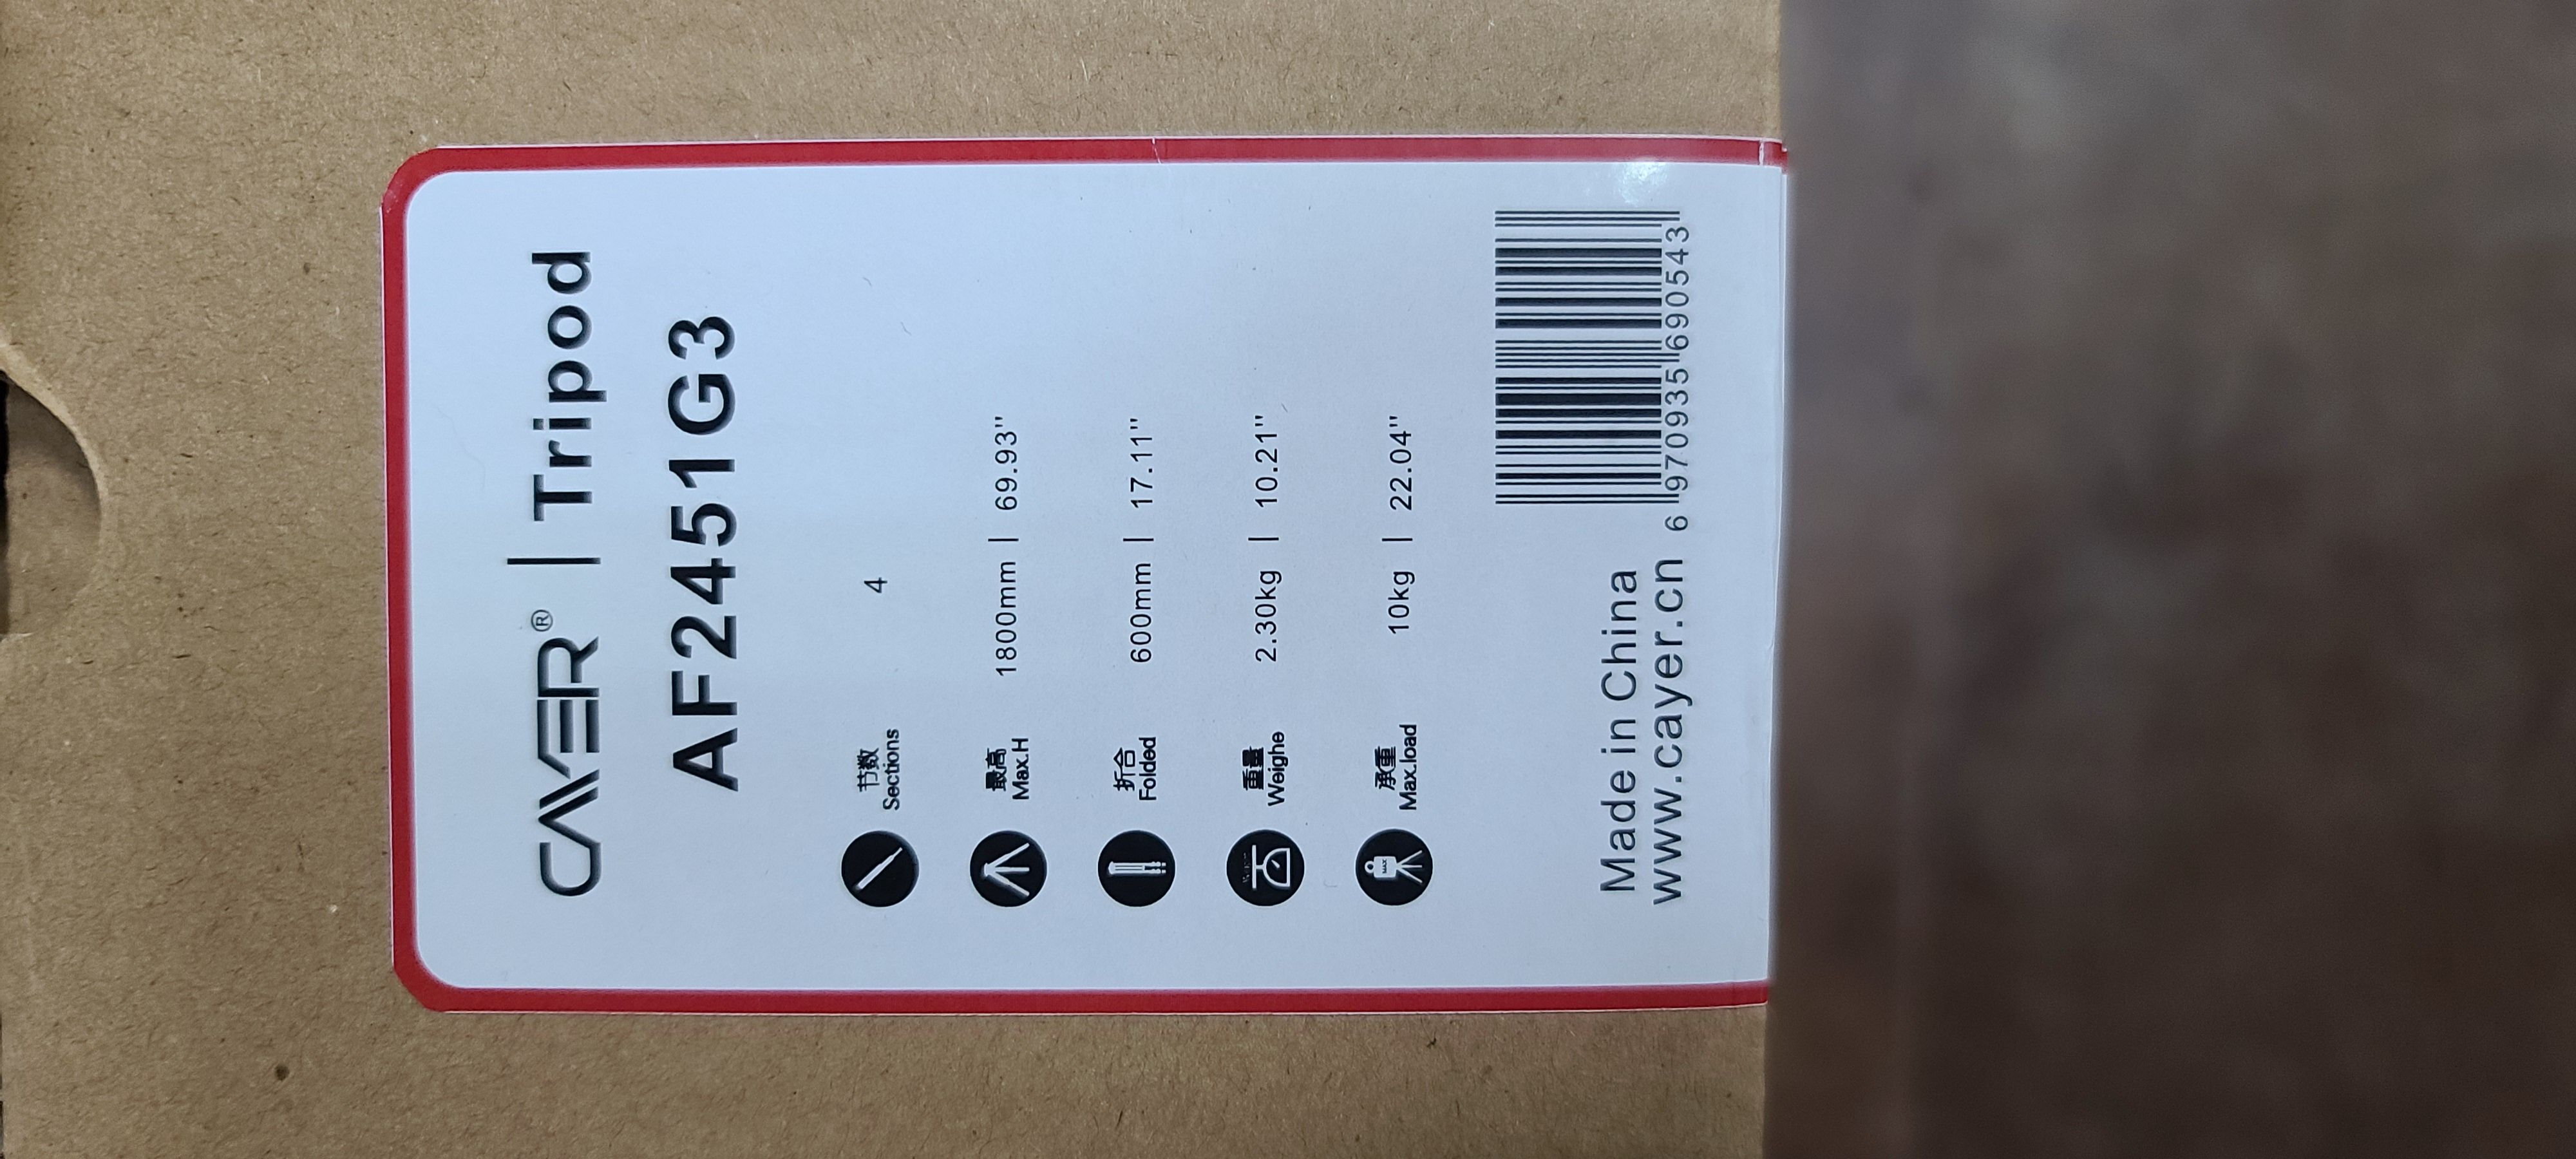 CAYER® | Tripod
AF2451G3
节数
Sections
4
最高
Max.H
1800mm | 69.93''
折合
Folded
600mm | 17.11''
重量
Weighe
2.30kg | 10.21''
承重
Max.load
10kg | 22.04''
Made in China
www.cayer.cn
6 970935 690543